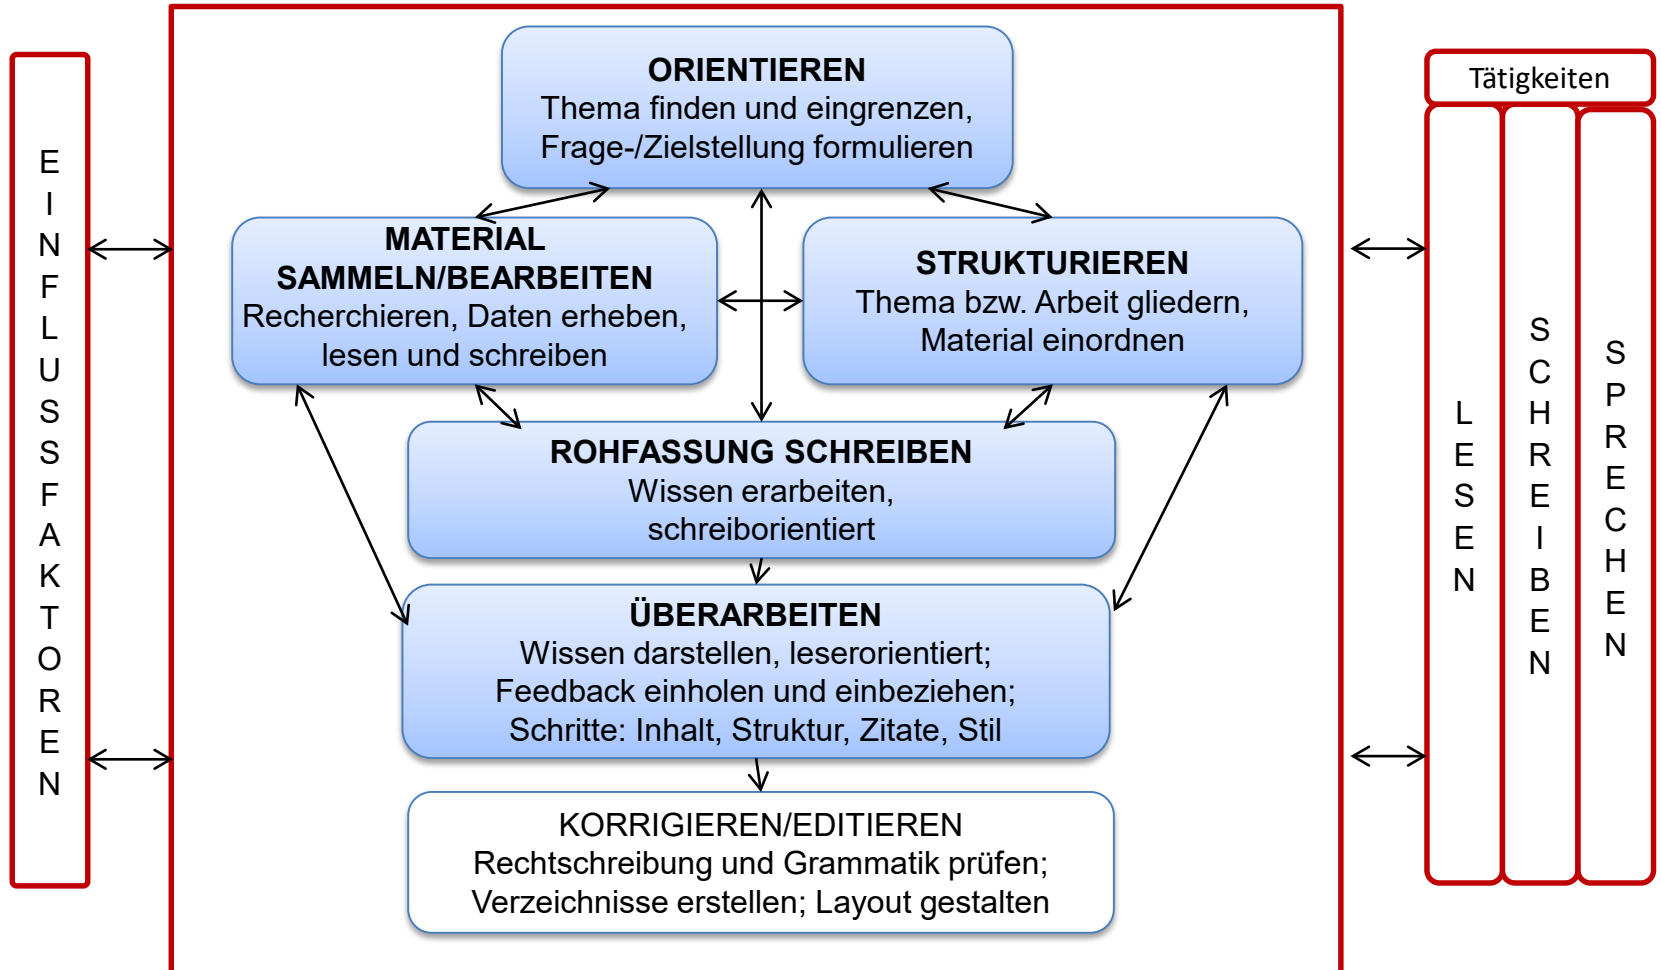 EINFLUSSFAKTOREN
ORIENTIEREN
Thema finden und eingrenzen,
Frage-/Zielstellung formulieren
MATERIAL
SAMMELN/BEARBEITEN
Recherchieren, Daten erheben,
lesen und schreiben
STRUKTURIEREN
Thema bzw. Arbeit gliedern,
Material einordnen
ROHFASSUNG SCHREIBEN
Wissen erarbeiten,
schreiborientiert
ÜBERARBEITEN
Wissen darstellen, leserorientiert;
Feedback einholen und einbeziehen;
Schritte: Inhalt, Struktur, Zitate, Stil
KORRIGIEREN/EDITIEREN
Rechtschreibung und Grammatik prüfen;
Verzeichnisse erstellen; Layout gestalten
Tätigkeiten
LESEN
SCHREIBEN
SPRECHEN